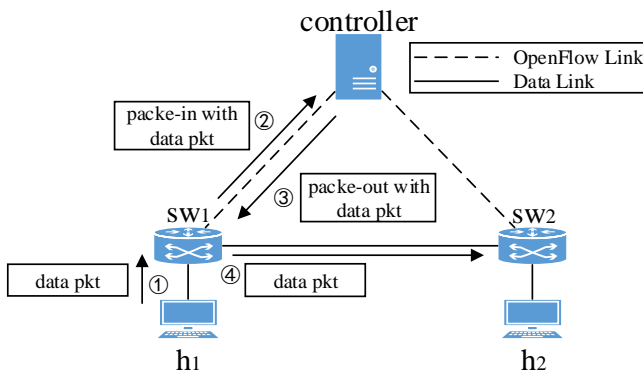 controller
OpenFlow Link
Data Link
packe-in with
data pkt
②
③
packe-out with
data pkt
SW1
SW2
data pkt
①
④
data pkt
h1
h2